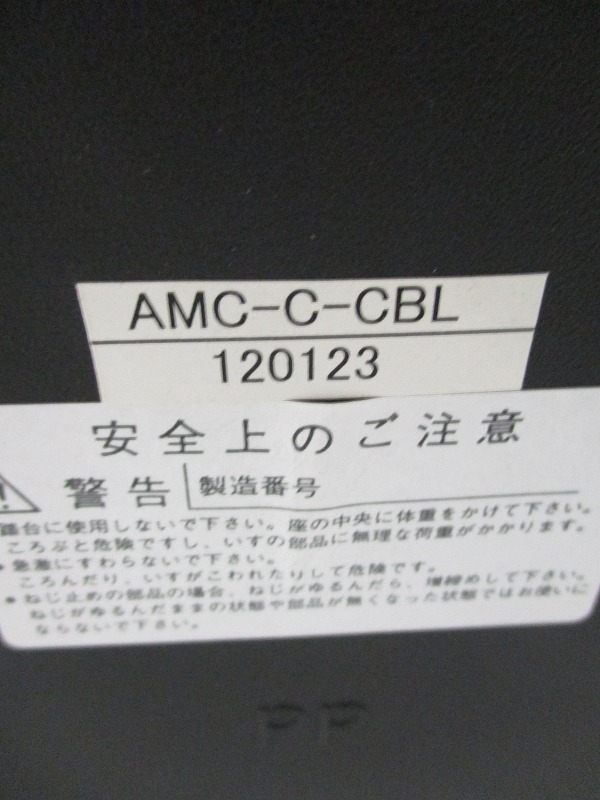 AMC-C-CBL
120123
安全上のご注意
警告 製造番号
踏台に使用しないで下さい。座の中央に体重をかけて下さい。
ころぶと危険ですし、いすの部品に無理な荷重がかかります。
・急激にすわらないで下さい。
ころんだり、いすがこわれたりして危険です。
・ねじ止めの部品の場合、ねじがゆるんだら、増締めして下さい。
ねじがゆるんだままの状態や部品が無くなった状態ではお使いに
ならないで下さい。
PP